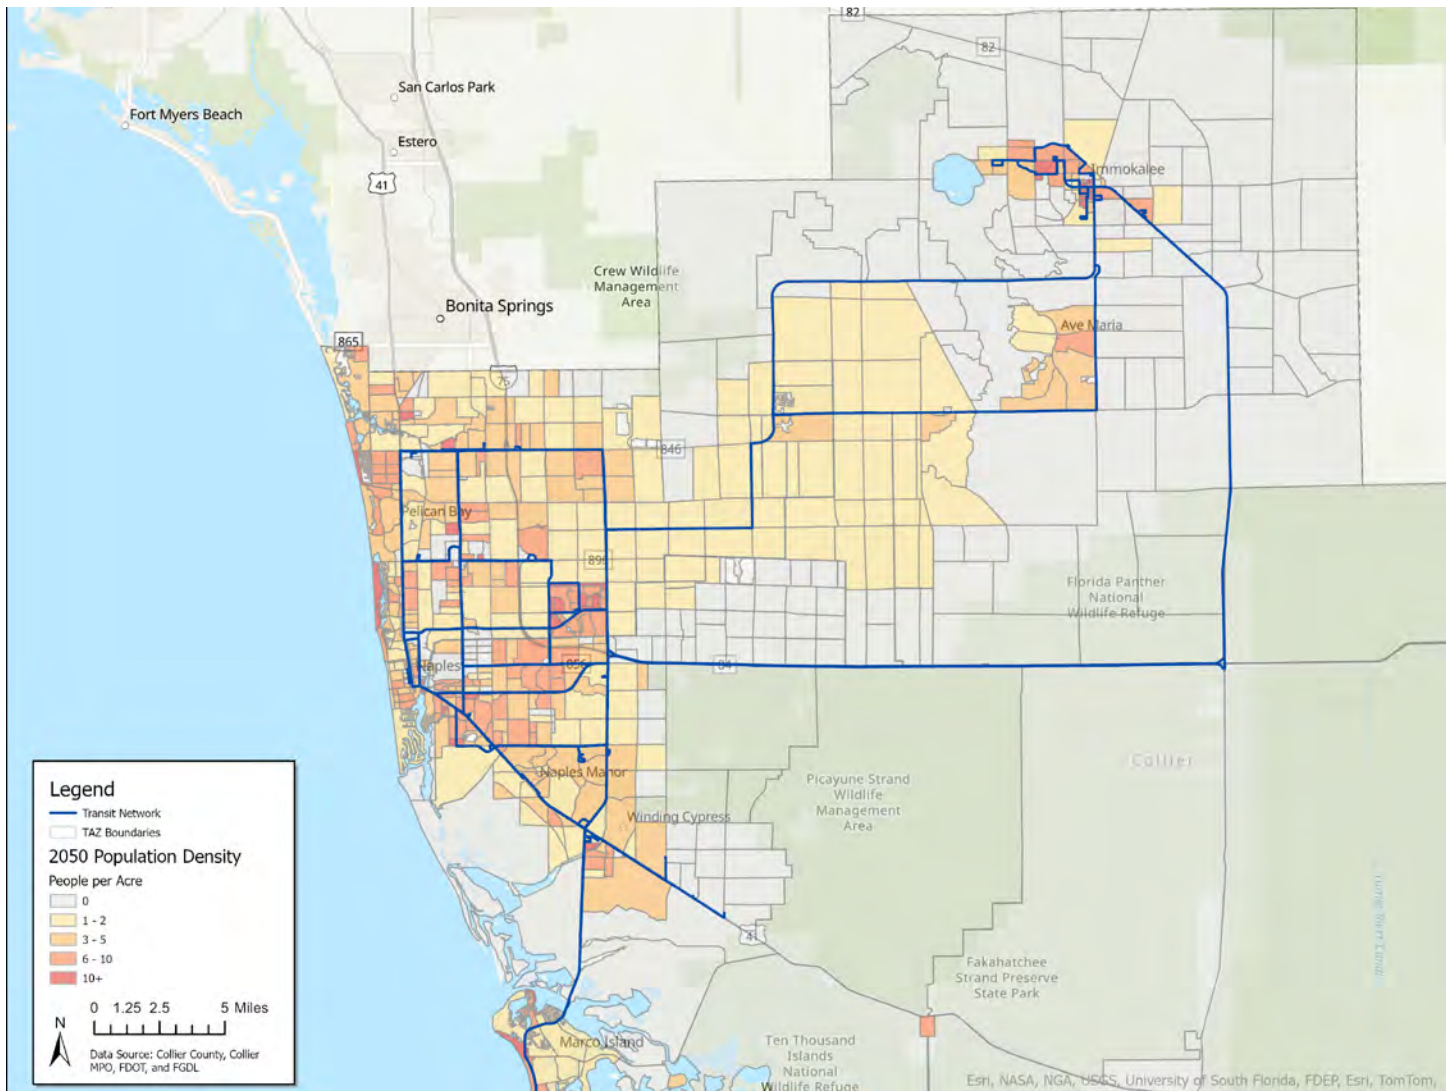 82
82
San Carlos Park
Fort Myers Beach
Estero
41
Immokalee
Crew Wildlife
Management
Area
Bonita Springs
Ave Maria
865
75
846
Pelican Bay
896
Florida Panther
National
Wildlife Refuge
Naples
856
84
Collier
Naples Manor
Picayune Strand
Wildlife
Management
Area
Winding Cypress
41
Fakahatchee
Strand Preserve
State Park
Turner River Canal
Marco Island
Ten Thousand
Islands
National
Wildlife Refuge
Legend
Transit Network
TAZ Boundaries
2050 Population Density
People per Acre
0
1 - 2
3 - 5
6 - 10
10+
0 1.25 2.5 5 Miles
N
Data Source: Collier County, Collier
MPO, FDOT, and FGDL
Esri, NASA, NGA, USGS, University of South Florida, FDEP, Esri, TomTom